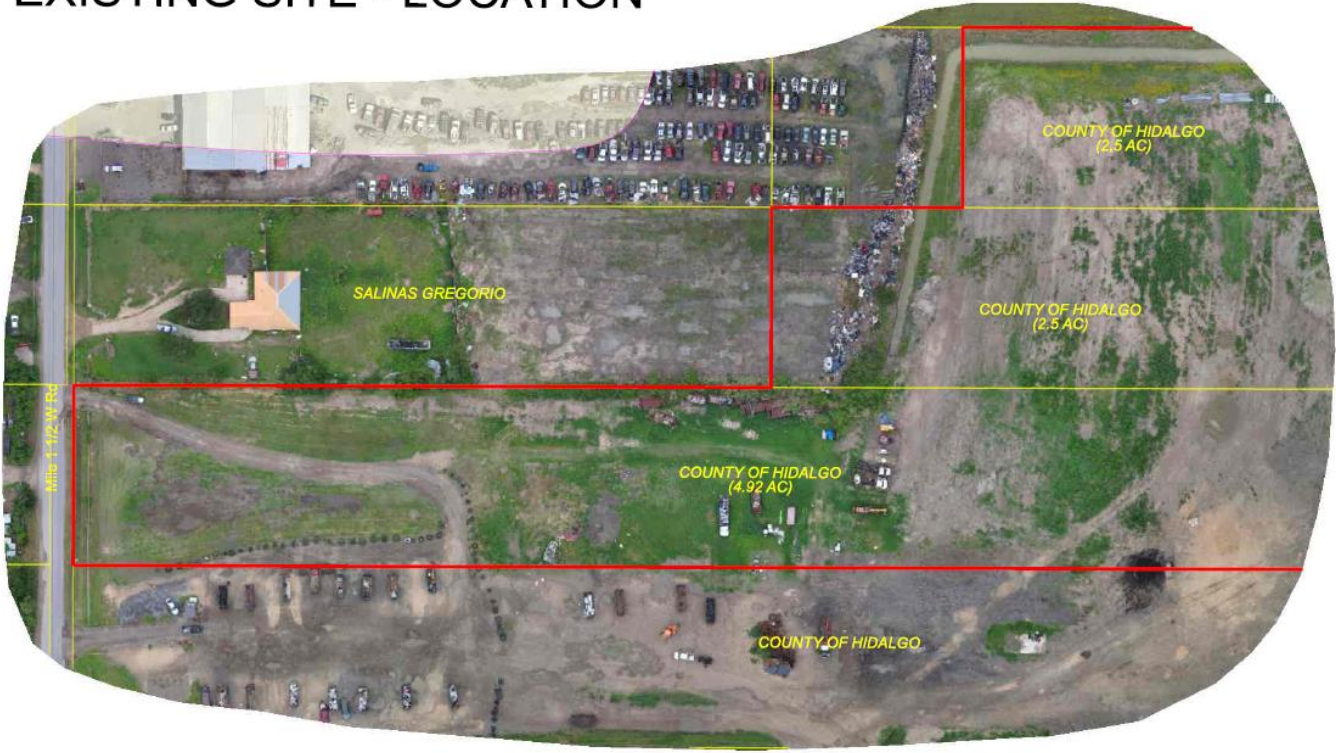 EXISTING SITE - LOCATION
COUNTY OF HIDALGO
(2.5 AC)
SALINAS GREGORIO
COUNTY OF HIDALGO
(2.5 AC)
Mile 1 1/2 W Rd
COUNTY OF HIDALGO
(4.92 AC)
COUNTY OF HIDALGO